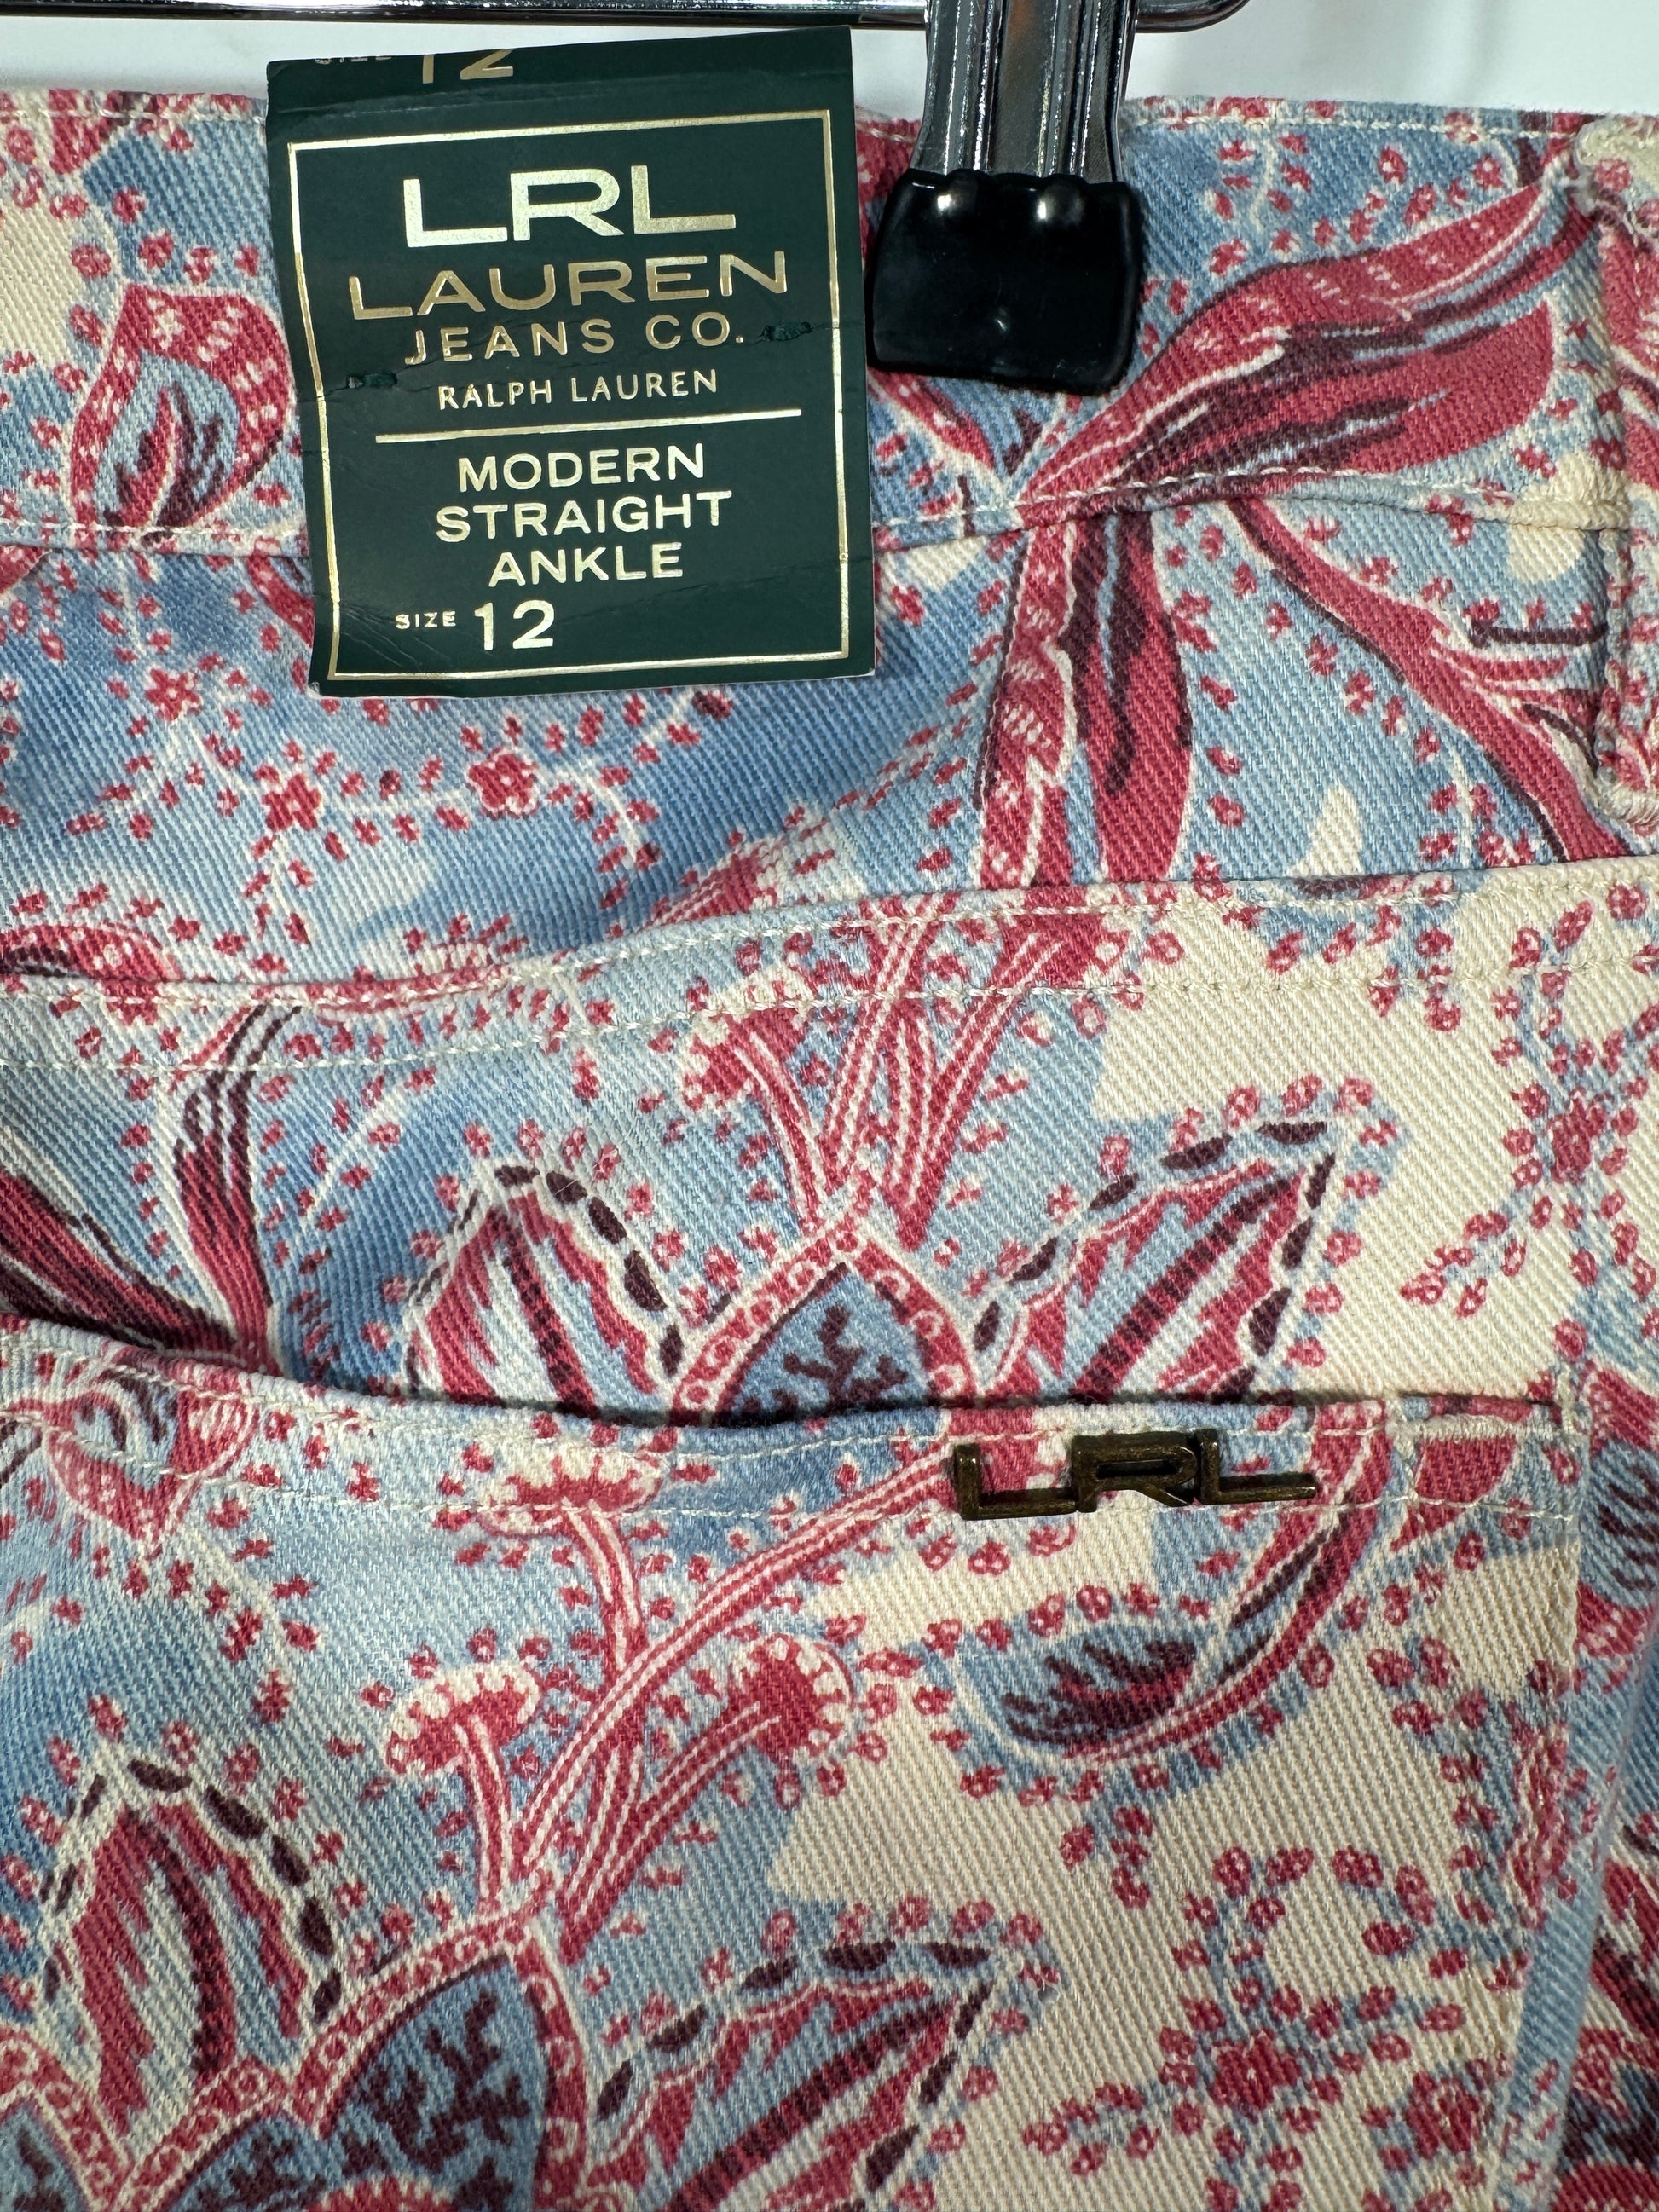 12
LRL
LAUREN
JEANS CO.
RALPH LAUREN
MODERN
STRAIGHT
ANKLE
SIZE 12
LRL